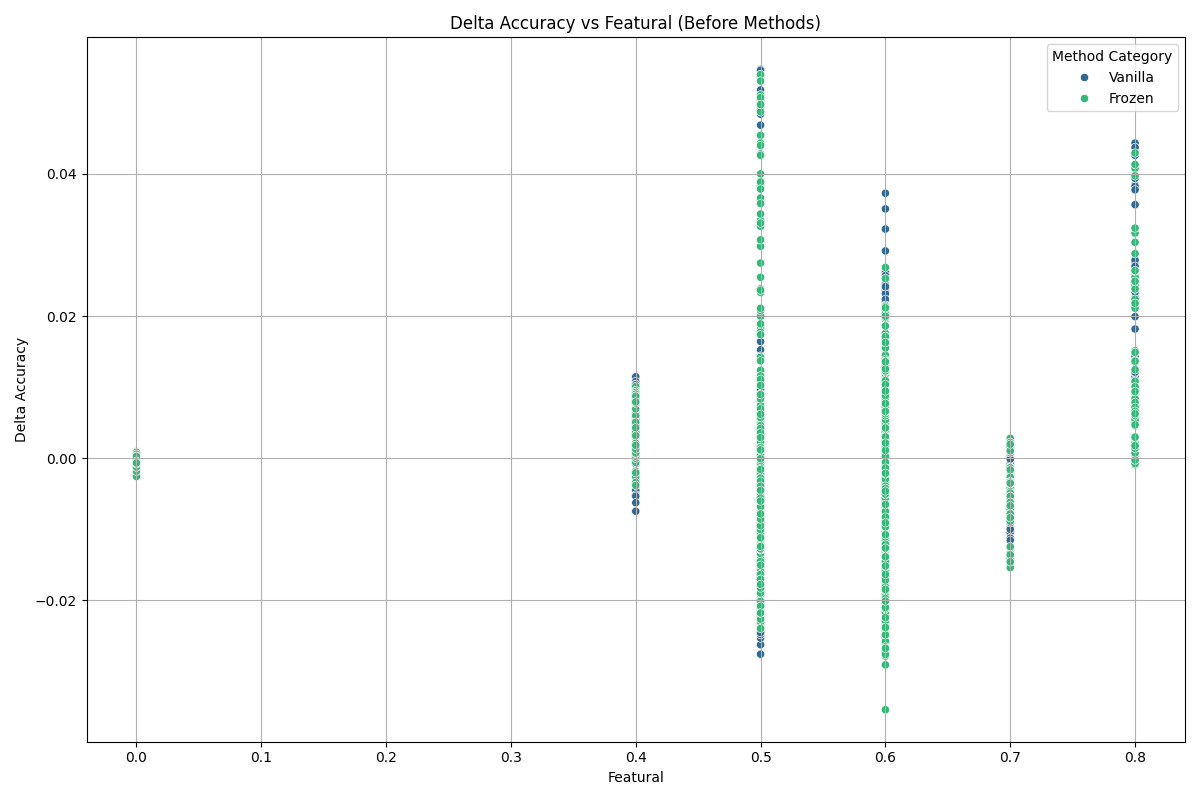 Delta Accuracy vs Featural (Before Methods)
Method Category
Vanilla
Frozen
Delta Accuracy
0.04
0.02
0.00
−0.02
0.0 0.1 0.2 0.3 0.4 0.5 0.6 0.7 0.8
Featural